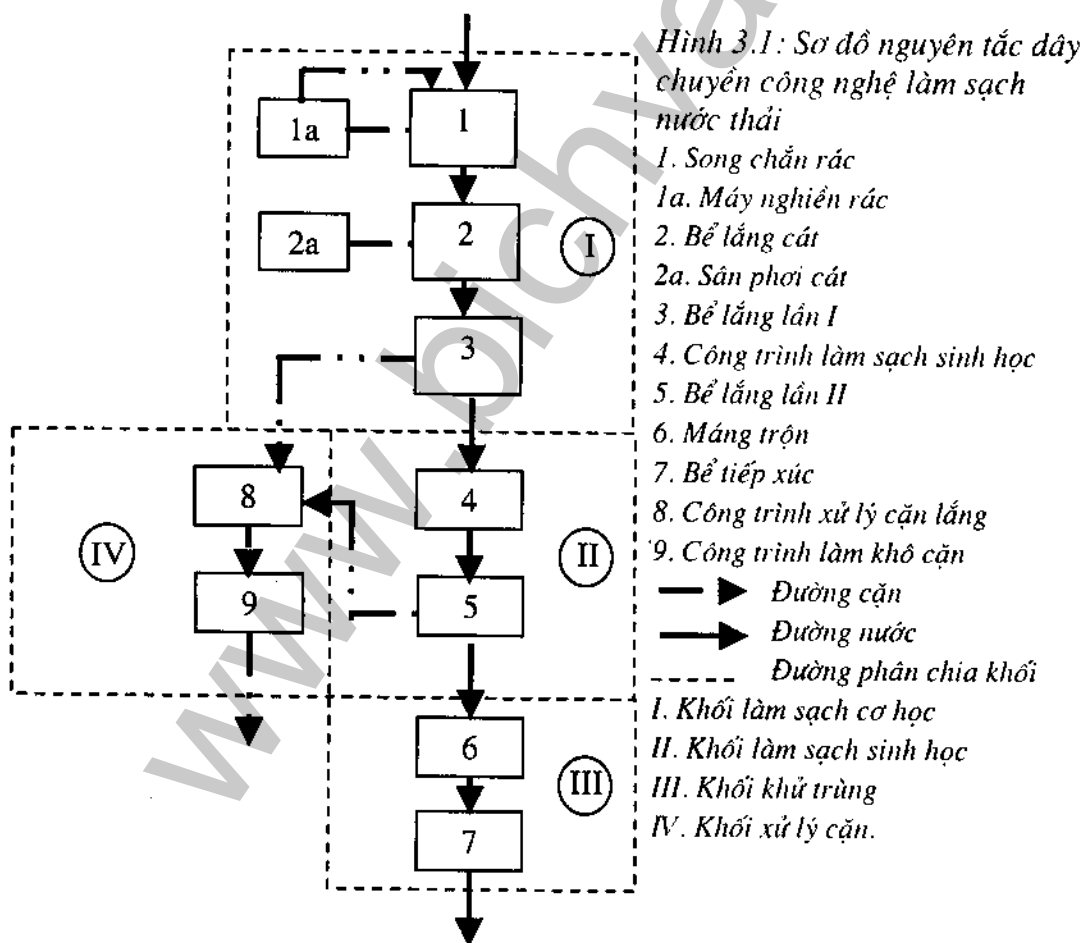 Hình 3.1: Sơ đồ nguyên tắc dây
chuyền công nghệ làm sạch
nước thải
1. Song chắn rác
1a. Máy nghiền rác
2. Bể lắng cát
2a. Sân phơi cát
3. Bể lắng lần I
4. Công trình làm sạch sinh học
5. Bể lắng lần II
6. Máng trộn
7. Bể tiếp xúc
8. Công trình xử lý cặn lắng
9. Công trình làm khô cặn
Đường cặn
Đường nước
Đường phân chia khối
I. Khối làm sạch cơ học
II. Khối làm sạch sinh học
III. Khối khử trùng
IV. Khối xử lý cặn.
1a
1
2a
2
I
3
8
4
IV
II
9
5
6
III
7